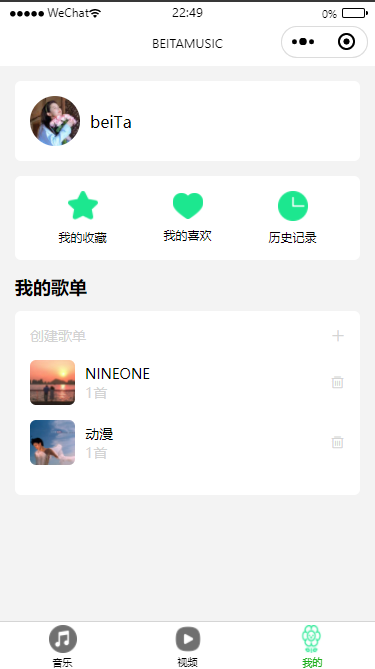 WeChat 22:49 0%
BEITAMUSIC
beiTa
我的收藏 我的喜欢 历史记录
我的歌单
创建歌单
NINEONE
1首
动漫
1首
音乐 视频 我的